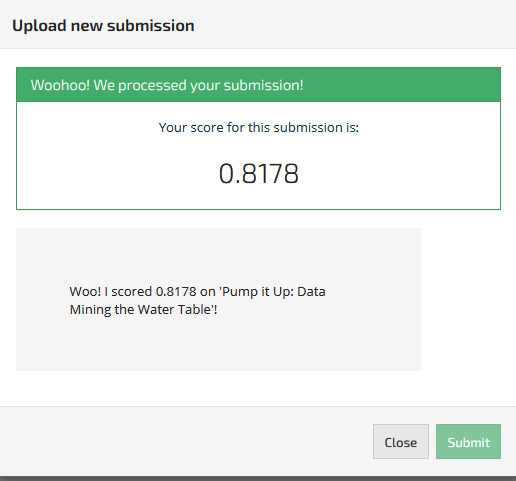 Upload new submission
Woohoo! We processed your submission!
Your score for this submission is:
0.8178
Woo! I scored 0.8178 on 'Pump it Up: Data
Mining the Water Table'!
Close
Submit